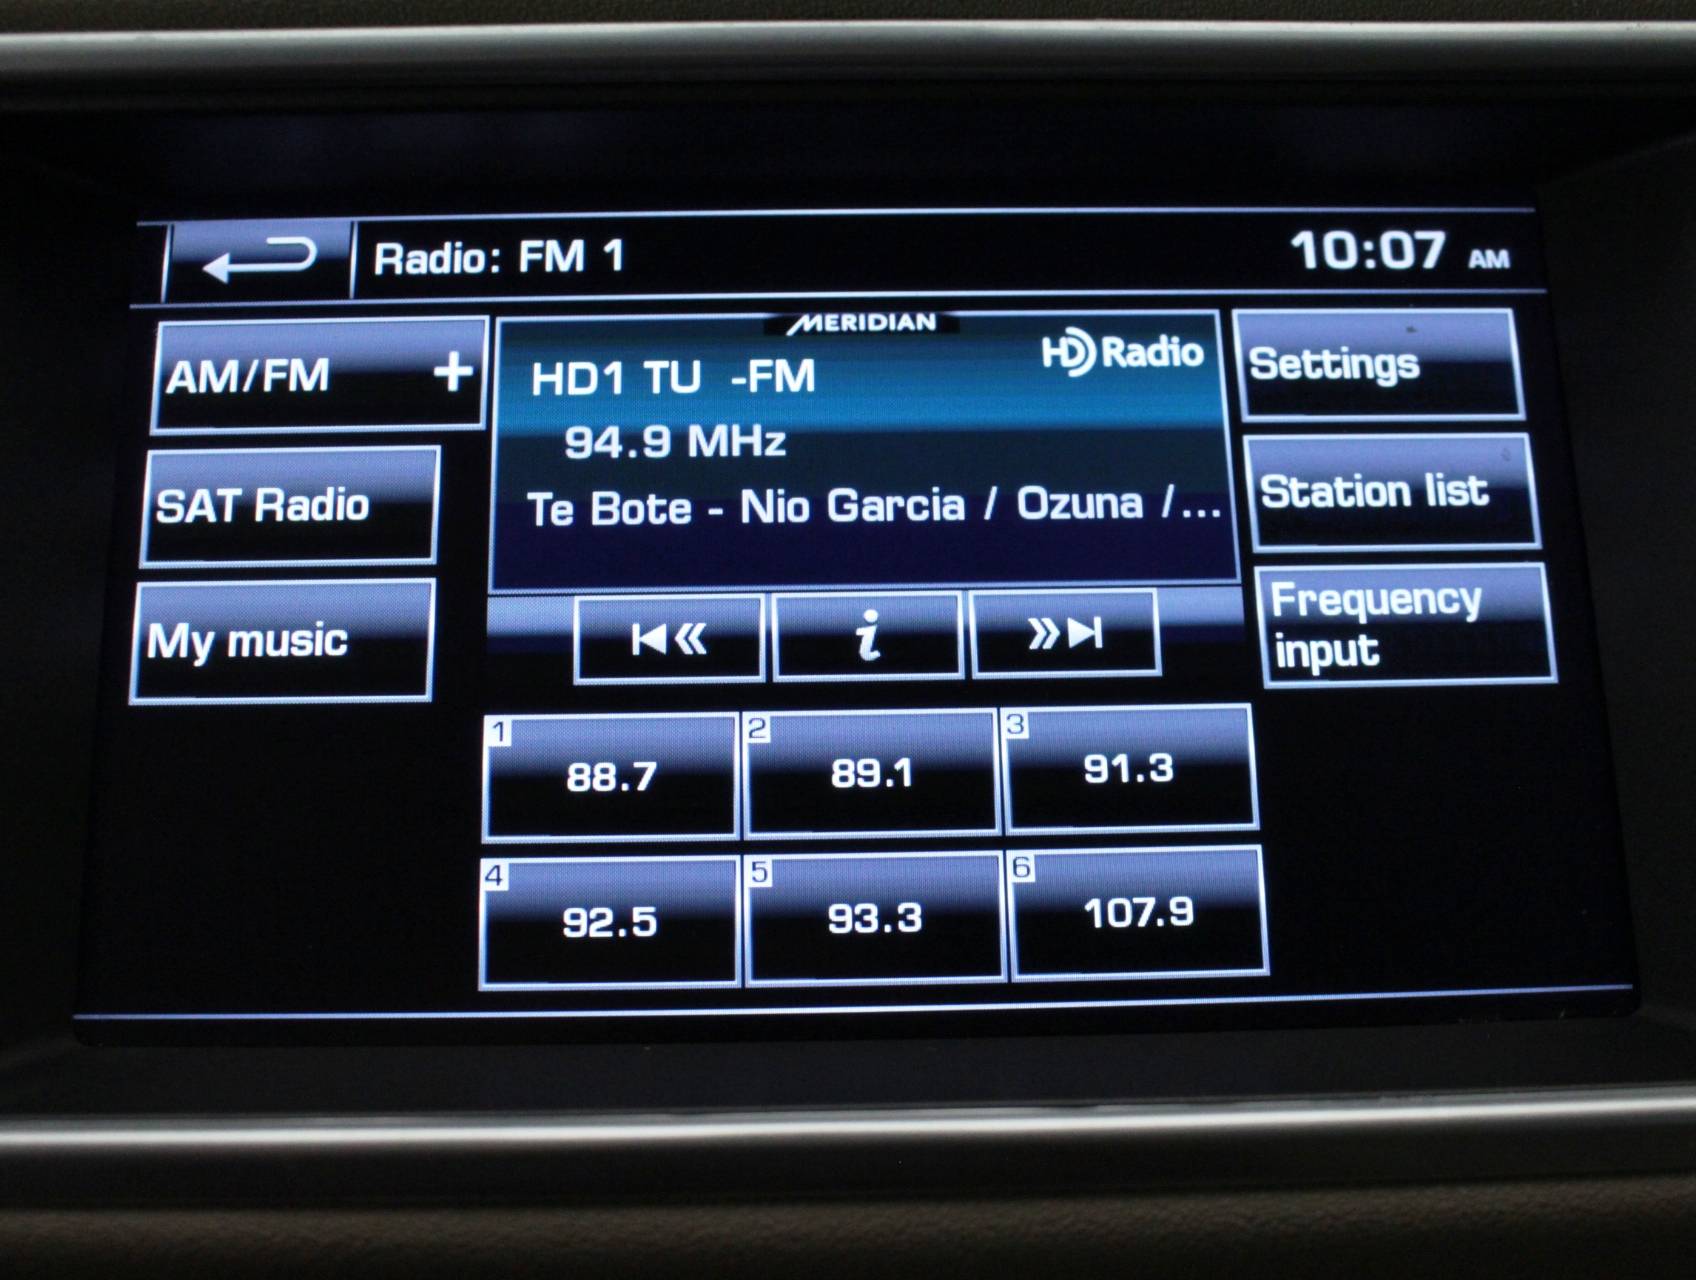 Radio: FM 1
10:07 AM
AM/FM +
SAT Radio
My music
MERIDIAN
HD Radio
HD1 TU -FM
94.9 MHz
Te Bote - Nio Garcia / Ozuna /...
i
Settings
Station list
Frequency
input
1
88.7
2
89.1
3
91.3
4
92.5
5
93.3
6
107.9